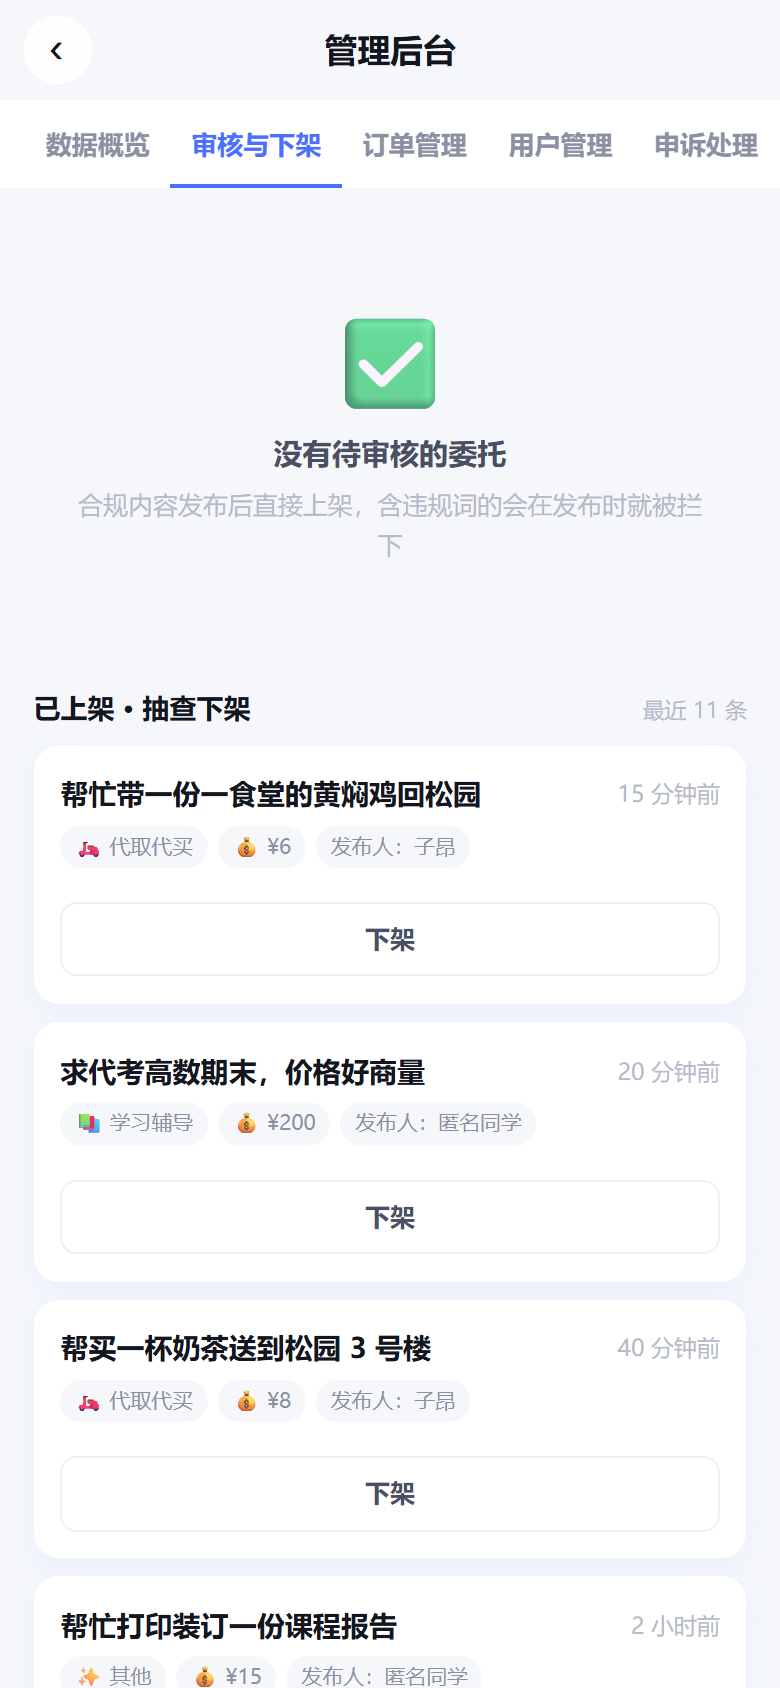 ‹
管理后台
数据概览 审核与下架 订单管理 用户管理 申诉处理
没有待审核的委托
合规内容发布后直接上架，含违规词的会在发布时就被拦
下
已上架 · 抽查下架 最近 11 条
帮忙带一份一食堂的黄焖鸡回松园 15 分钟前
代取代买 ¥6 发布人：子昂
下架
求代考高数期末，价格好商量 20 分钟前
学习辅导 ¥200 发布人：匿名同学
下架
帮买一杯奶茶送到松园 3 号楼 40 分钟前
代取代买 ¥8 发布人：子昂
下架
帮忙打印装订一份课程报告 2 小时前
其他 ¥15 发布人：匿名同学